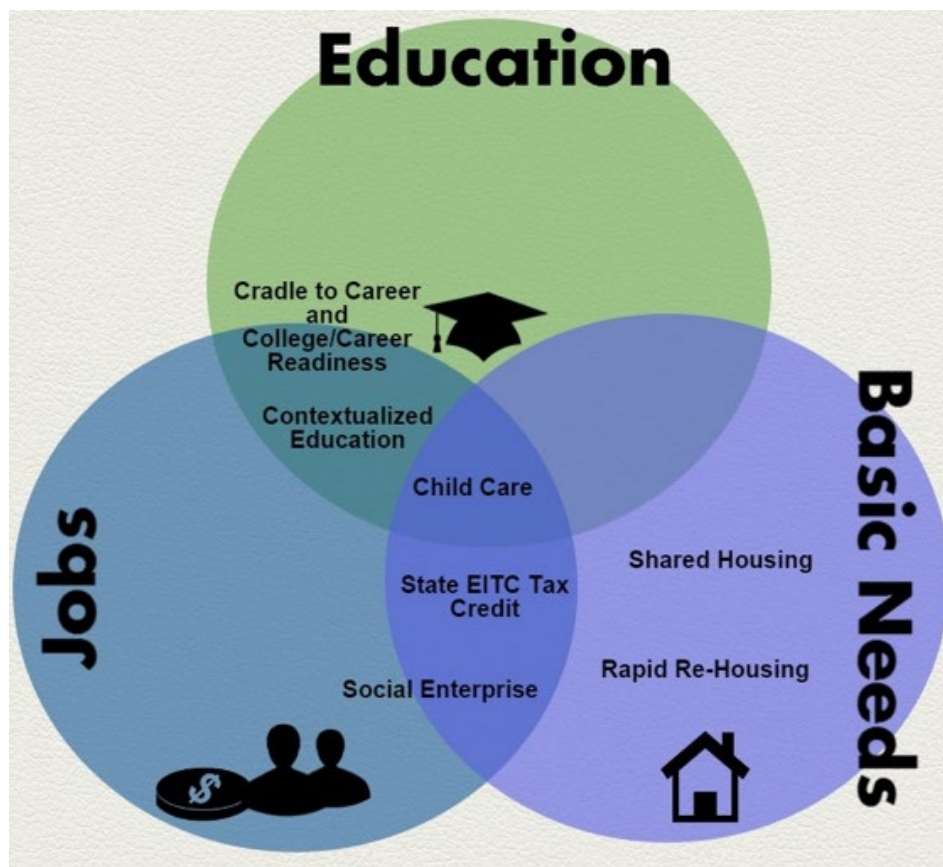 Education
Cradle to Career
and
College/Career
Readiness
Contextualized
Education
Child Care
Basic Needs
Jobs
Shared Housing
State EITC Tax
Credit
Rapid Re-Housing
Social Enterprise
$